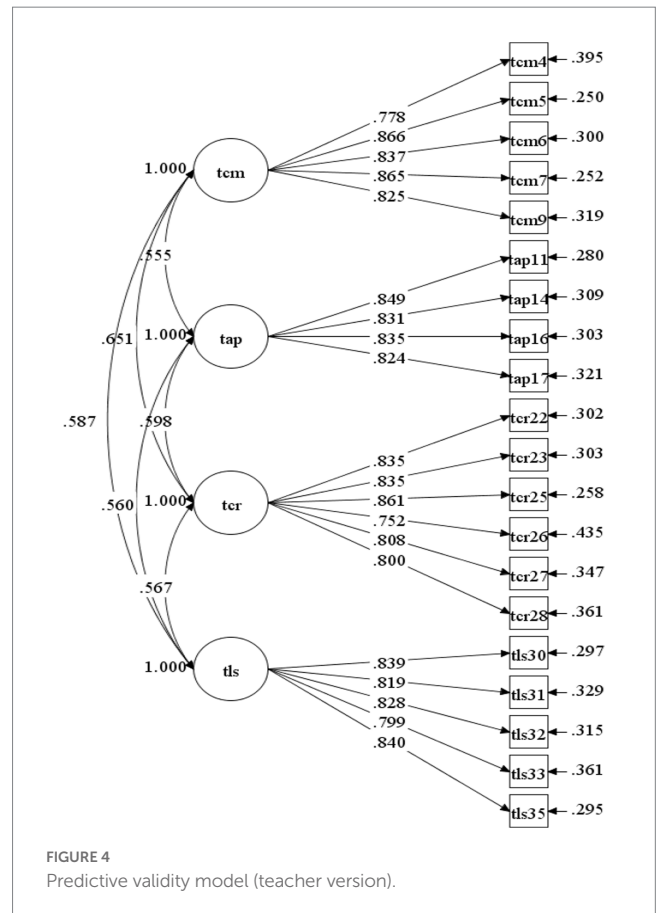 tcm4 .395
tcm5 .250
.778
.866
tcm6 .300
.837
1.000 tcm
.865
tcm7 .252
.825
tcm9 .319
.555
tap11 .280
.849
tap14 .309
.831
.651 1.000 tap
.835
tap16 .303
.824
tap17 .321
.587
.598
tcr22 .302
.835
tcr23 .303
.835
.861
tcr25 .258
.560 1.000 tcr
.752
tcr26 .435
.808
.800
tcr27 .347
.567
tcr28 .361
tls30 .297
1.000 tls
.839
.819
tls31 .329
.828
.799
tls32 .315
.840
tls33 .361
tls35 .295
FIGURE 4
Predictive validity model (teacher version).